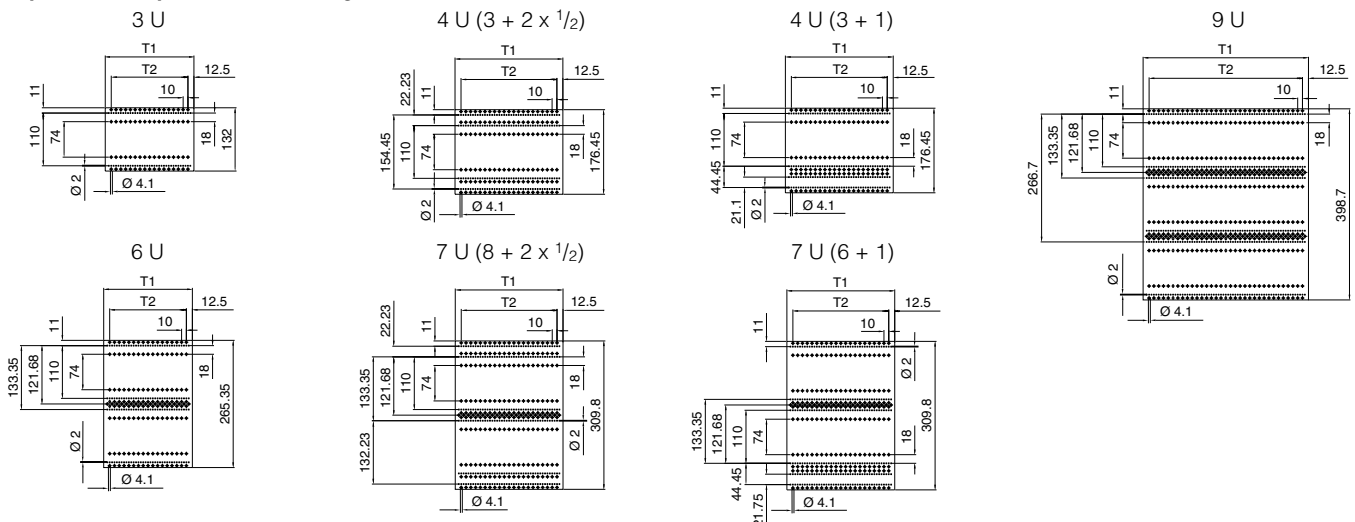 3 U
T1
T2
12.5
10
11
110
74
18
132
Ø 2
Ø 4.1
4 U (3 + 2 x 1/2)
T1
T2
12.5
10
22.23
11
154.45
110
74
18
176.45
Ø 2
Ø 4.1
4 U (3 + 1)
T1
T2
12.5
10
11
110
74
18
176.45
44.45
21.1
Ø 2
Ø 4.1
9 U
T1
T2
12.5
10
11
266.7
133.35
121.68
110
74
18
398.7
Ø 2
Ø 4.1
6 U
T1
T2
12.5
10
11
133.35
121.68
110
74
18
265.35
Ø 2
Ø 4.1
7 U (8 + 2 x 1/2)
T1
T2
12.5
10
22.23
11
133.35
121.68
110
74
18
309.8
132.23
Ø 2
Ø 4.1
7 U (6 + 1)
T1
T2
12.5
10
11
Ø 2
133.35
121.68
110
74
18
309.8
44.45
21.75
Ø 4.1